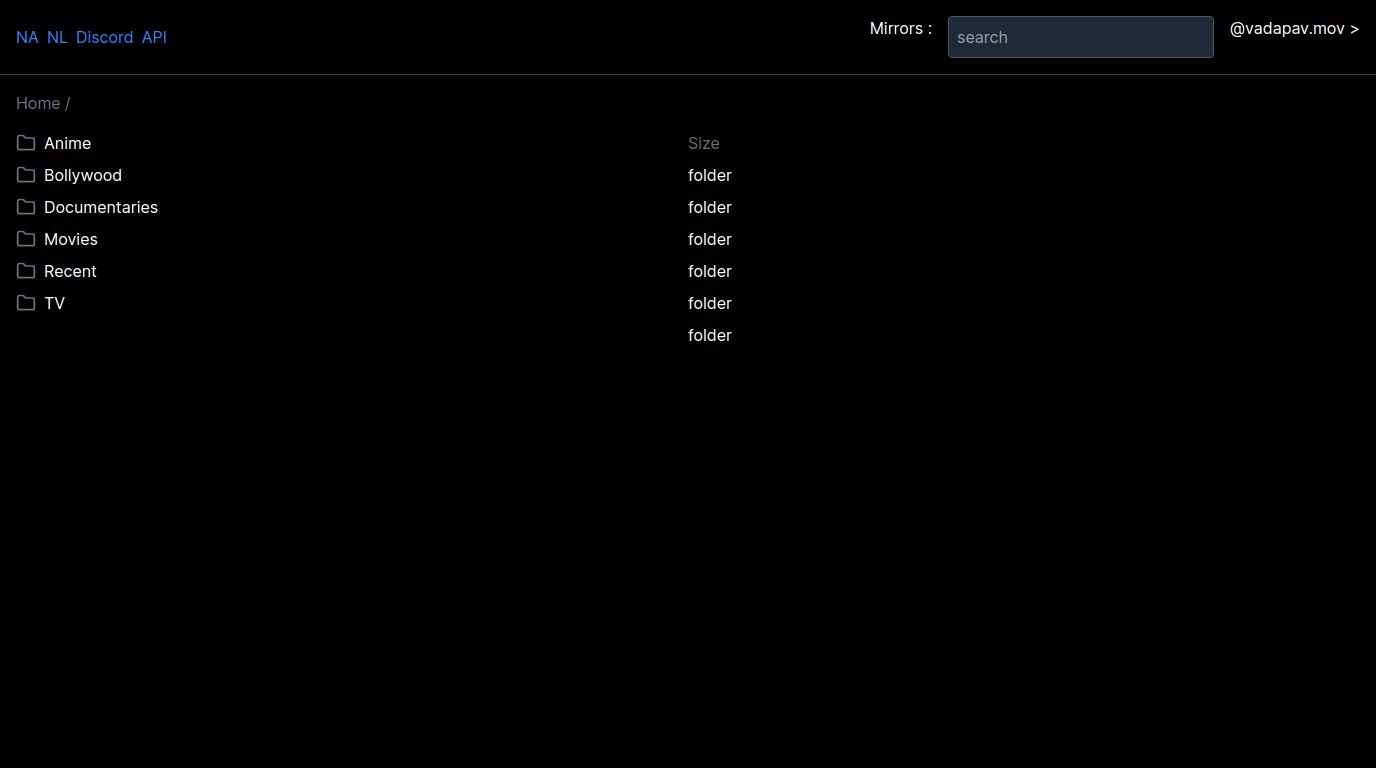 NA NL Discord API Mirrors : search @vadapav.mov >
Home /
Anime Size
Bollywood folder
Documentaries folder
Movies folder
Recent folder
TV folder
folder